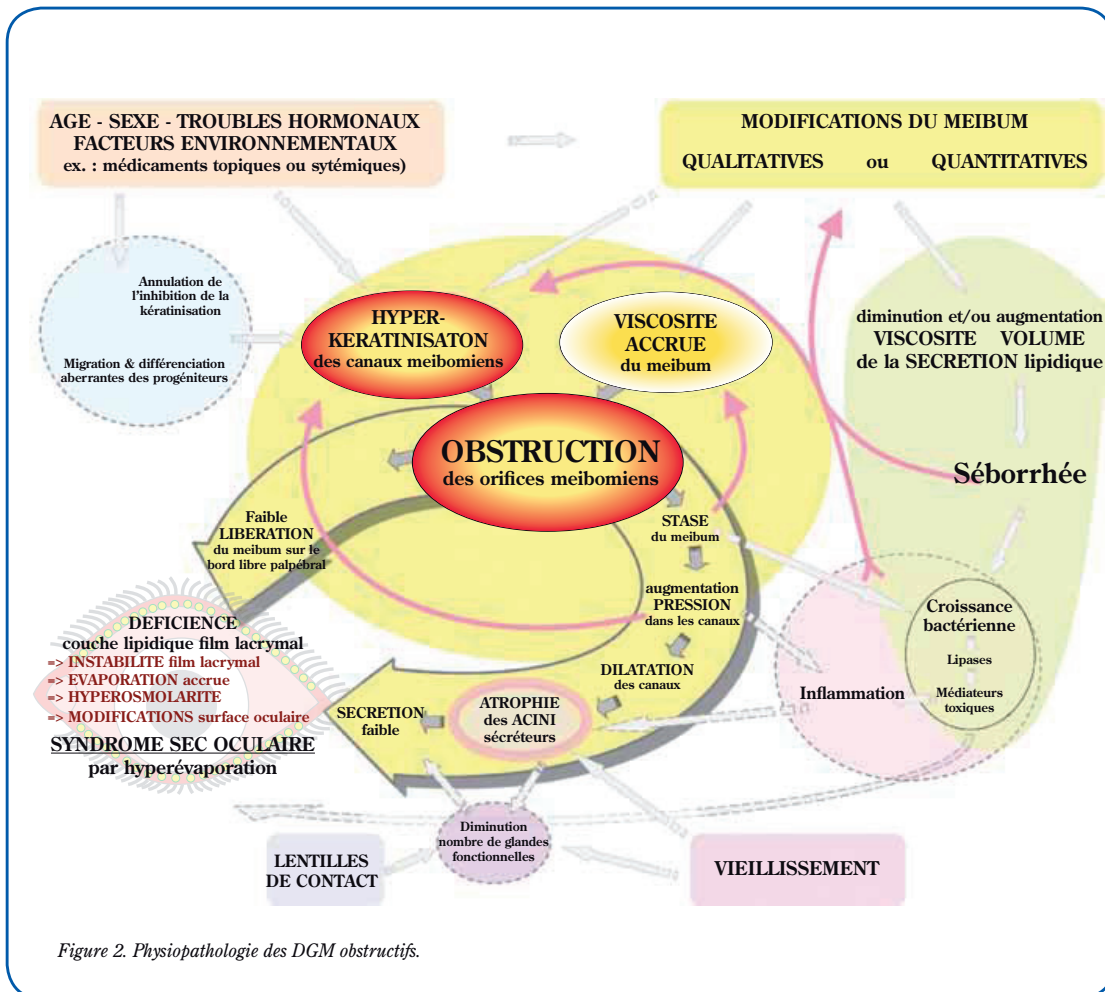 AGE - SEXE - TROUBLES HORMONAUX
FACTEURS ENVIRONNEMENTAUX
ex. : médicaments topiques ou sytémiques)
MODIFICATIONS DU MEIBUM
QUALITATIVES ou QUANTITATIVES
Annulation de
l'inhibition de la
kératinisation
Migration & différenciation
aberrantes des progéniteurs
HYPER-
KERATINISATON
des canaux meibomiens
VISCOSITE
ACCRUE
du meibum
diminution et/ou augmentation
VISCOSITE VOLUME
de la SECRETION lipidique
OBSTRUCTION
des orifices meibomiens
Séborrhée
Faible
LIBERATION
du meibum sur le
bord libre palpébral
STASE
du meibum
augmentation
PRESSION
dans les canaux
DILATATION
des canaux
Croissance
bactérienne
Lipases
Médiateurs
toxiques
Inflammation
DEFICIENCE
couche lipidique film lacrymal
=> INSTABILITE film lacrymal
=> EVAPORATION accrue
=> HYPEROSMOLARITE
=> MODIFICATIONS surface oculaire
SYNDROME SEC OCULAIRE
par hyperévaporation
SECRETION
faible
ATROPHIE
des ACINI
sécréteurs
Diminution
nombre de glandes
fonctionnelles
LENTILLES
DE CONTACT
VIEILLISSEMENT
Figure 2. Physiopathologie des DGM obstructifs.